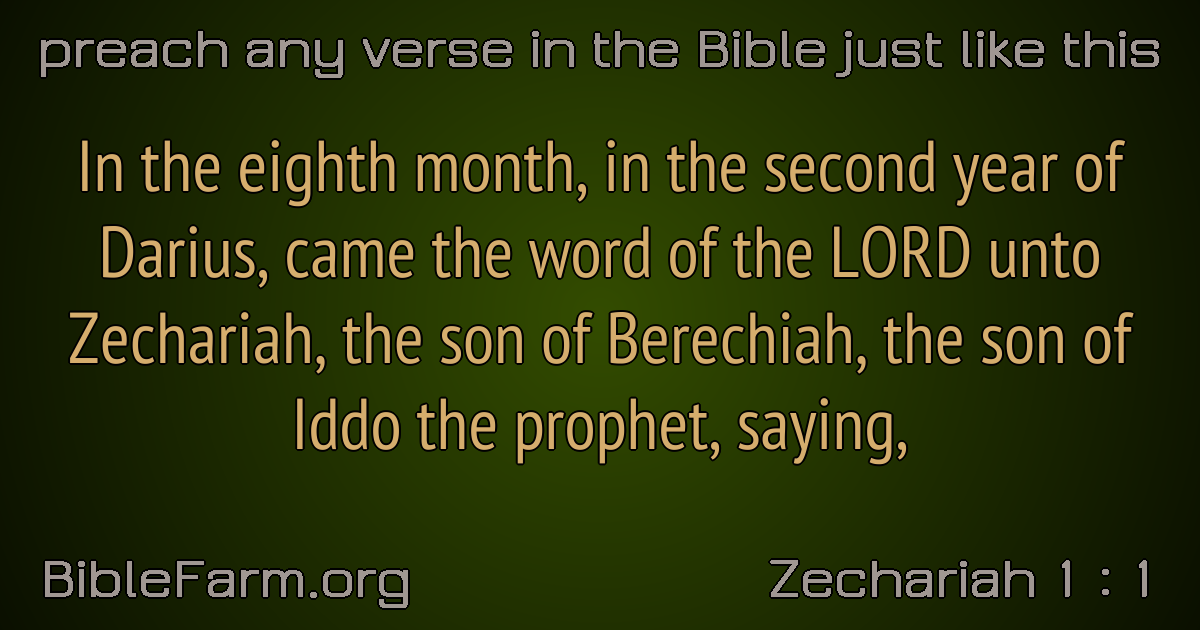 preach any verse in the Bible just like this
In the eighth month, in the second year of
Darius, came the word of the LORD unto
Zechariah, the son of Berechiah, the son of
Iddo the prophet, saying,
BibleFarm.org
Zechariah 1 : 1